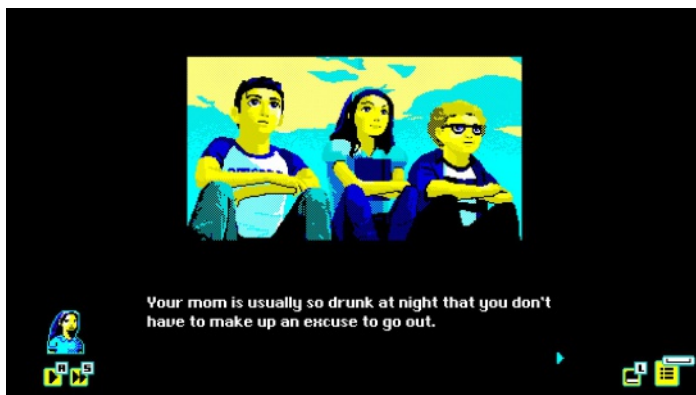 Your mom is usually so drunk at night that you don't
have to make up an excuse to go out.
A
S
L